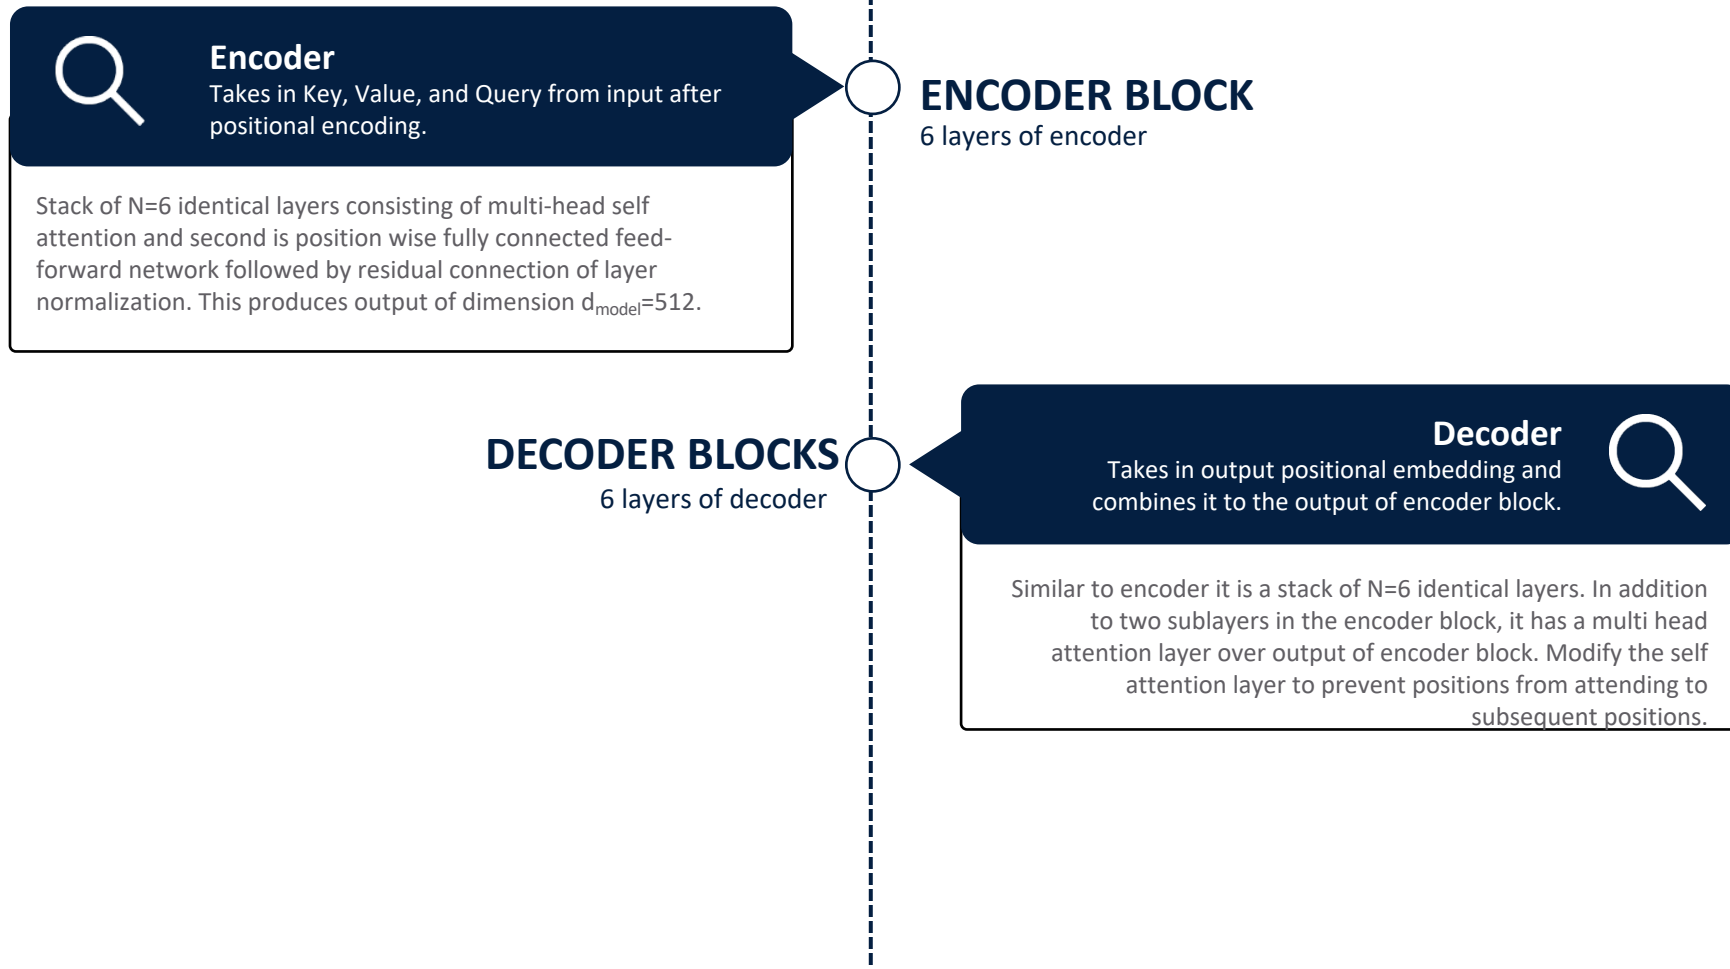 Encoder
Takes in Key, Value, and Query from input after
positional encoding.
ENCODER BLOCK
6 layers of encoder
Stack of N=6 identical layers consisting of multi-head self
attention and second is position wise fully connected feed-
forward network followed by residual connection of layer
normalization. This produces output of dimension dmodel=512.
DECODER BLOCKS
6 layers of decoder
Decoder
Takes in output positional embedding and
combines it to the output of encoder block.
Similar to encoder it is a stack of N=6 identical layers. In addition
to two sublayers in the encoder block, it has a multi head
attention layer over output of encoder block. Modify the self
attention layer to prevent positions from attending to
subsequent positions.